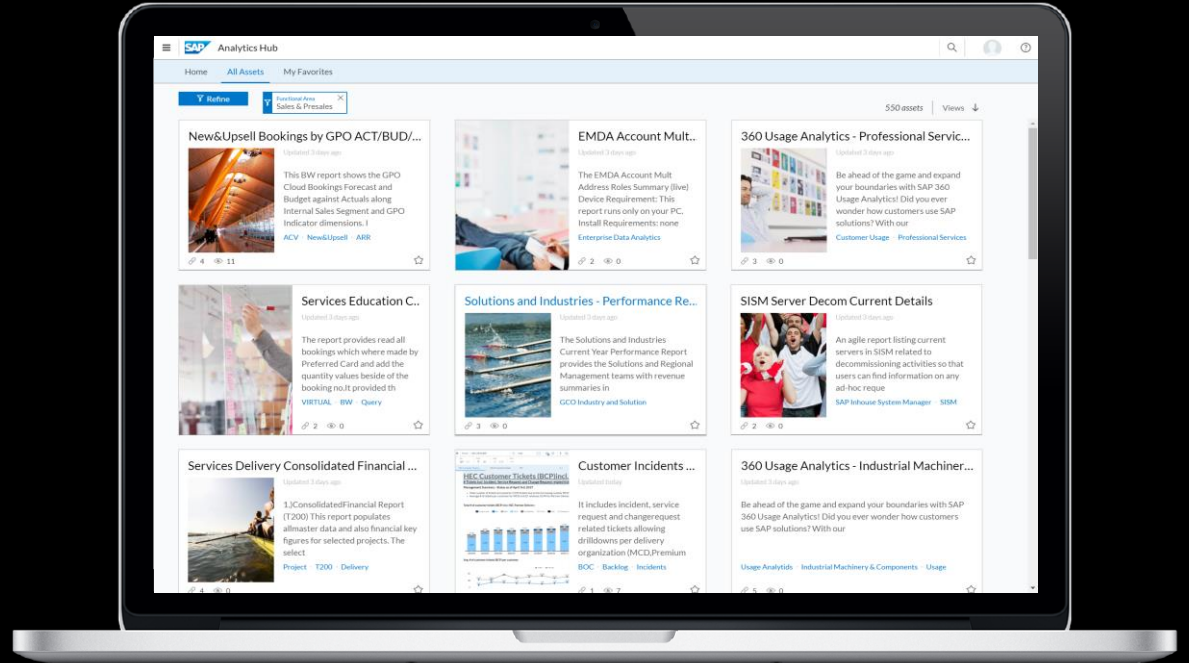 SAP Analytics Hub
Home All Assets My Favorites
Refine
Functional Area
Sales & Presales
550 assets Views
New&Upsell Bookings by GPO ACT/BUD/...
Updated 3 days ago
This BW report shows the GPO
Cloud Bookings Forecast and
Budget against Actuals along
Internal Sales Segment and GPO
Indicator dimensions. I
ACV · New&Upsell · ARR
4 11
EMDA Account Mult..
Updated 3 days ago
The EMDA Account Mult
Address Roles Summary (live)
Device Requirement: This
report runs only on your PC.
Install Requirements: none
Enterprise Data Analytics
2 0
360 Usage Analytics - Professional Servic...
Updated 3 days ago
Be ahead of the game and expand
your boundaries with SAP 360
Usage Analytics! Did you ever
wonder how customers use SAP
solutions? With our
Customer Usage · Professional Services
3 0
Services Education C..
Updated 3 days ago
The report provides read all
bookings which where made by
Preferred Card and add the
quantity values beside of the
booking no.It provided th
VIRTUAL · BW · Query
2 0
Solutions and Industries - Performance Re...
Updated 3 days ago
The Solutions and Industries
Current Year Performance Report
provides the Solutions and Regional
Management teams with revenue
summaries in
GCO Industry and Solution
3 0
SISM Server Decom Current Details
Updated 3 days ago
An agile report listing current
servers in SISM related to
decommissioning activities so that
users can find information on any
ad-hoc reque
SAP Inhouse System Manager · SISM
2 0
Services Delivery Consolidated Financial ...
Updated 3 days ago
1.)ConsolidatedFinancial Report
(T200) This report populates
allmaster data and also financial key
figures for selected projects. The
select
Project · T200 · Delivery
4 0
HEC Customer Tickets (BCP)incl.
Customer Incidents ...
Updated today
It includes incident, service
request and changerequest
related tickets allowing
drilldowns per delivery
organization (MCD,Premium
BOC · Backlog · Incidents
1 7
360 Usage Analytics - Industrial Machiner...
Updated 3 days ago
Be ahead of the game and expand your boundaries with SAP
360 Usage Analytics! Did you ever wonder how customers
use SAP solutions? With our
Usage Analytids · Industrial Machinery & Components · Usage
5 0